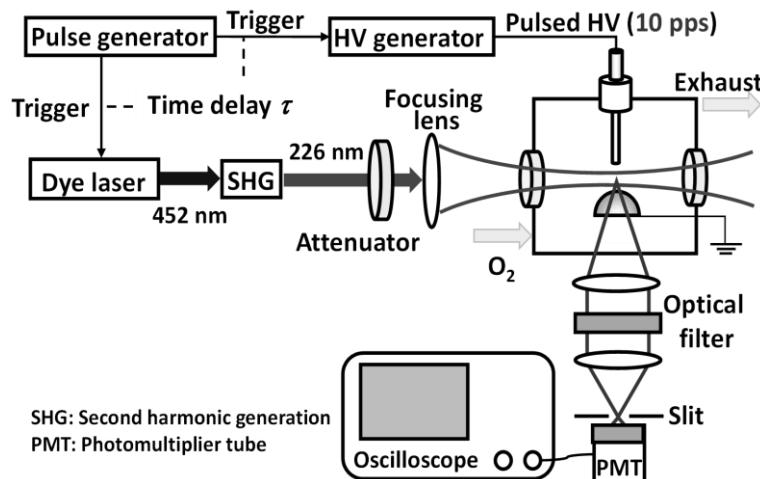 Pulse generator
Trigger
HV generator
Pulsed HV (10 pps)
Trigger
Time delay τ
Focusing
lens
Exhaust
Dye laser
452 nm
SHG
226 nm
Attenuator
O₂
Optical
filter
Slit
PMT
Oscilloscope
SHG: Second harmonic generation
PMT: Photomultiplier tube